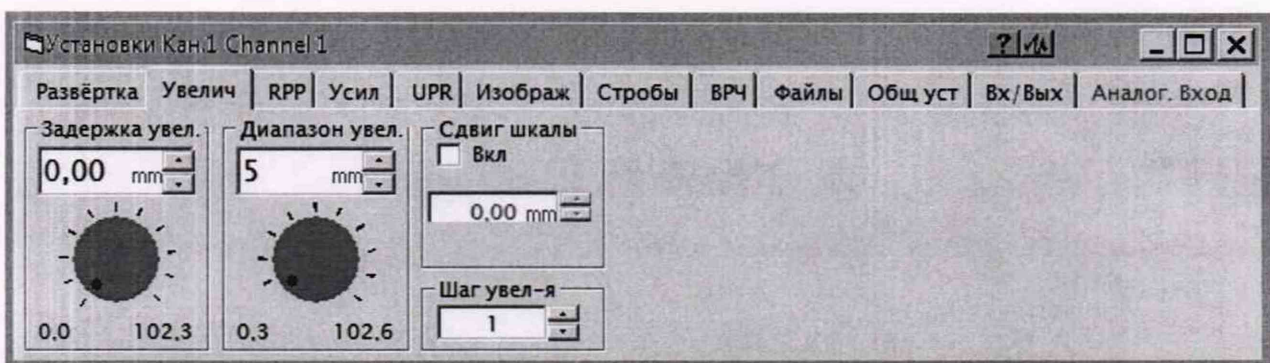 Установки Кан.1 Channel 1
Развёртка Увелич RPP Усил UPR Изображ Стробы ВРЧ Файлы Общ уст Вх/Вых Аналог. Вход
Задержка увел. Диапазон увел. Сдвиг шкалы
Вкл
0,00 mm 5 mm
0,00 mm
Шаг увел-я
1
0,0 102,3 0,3 102,6